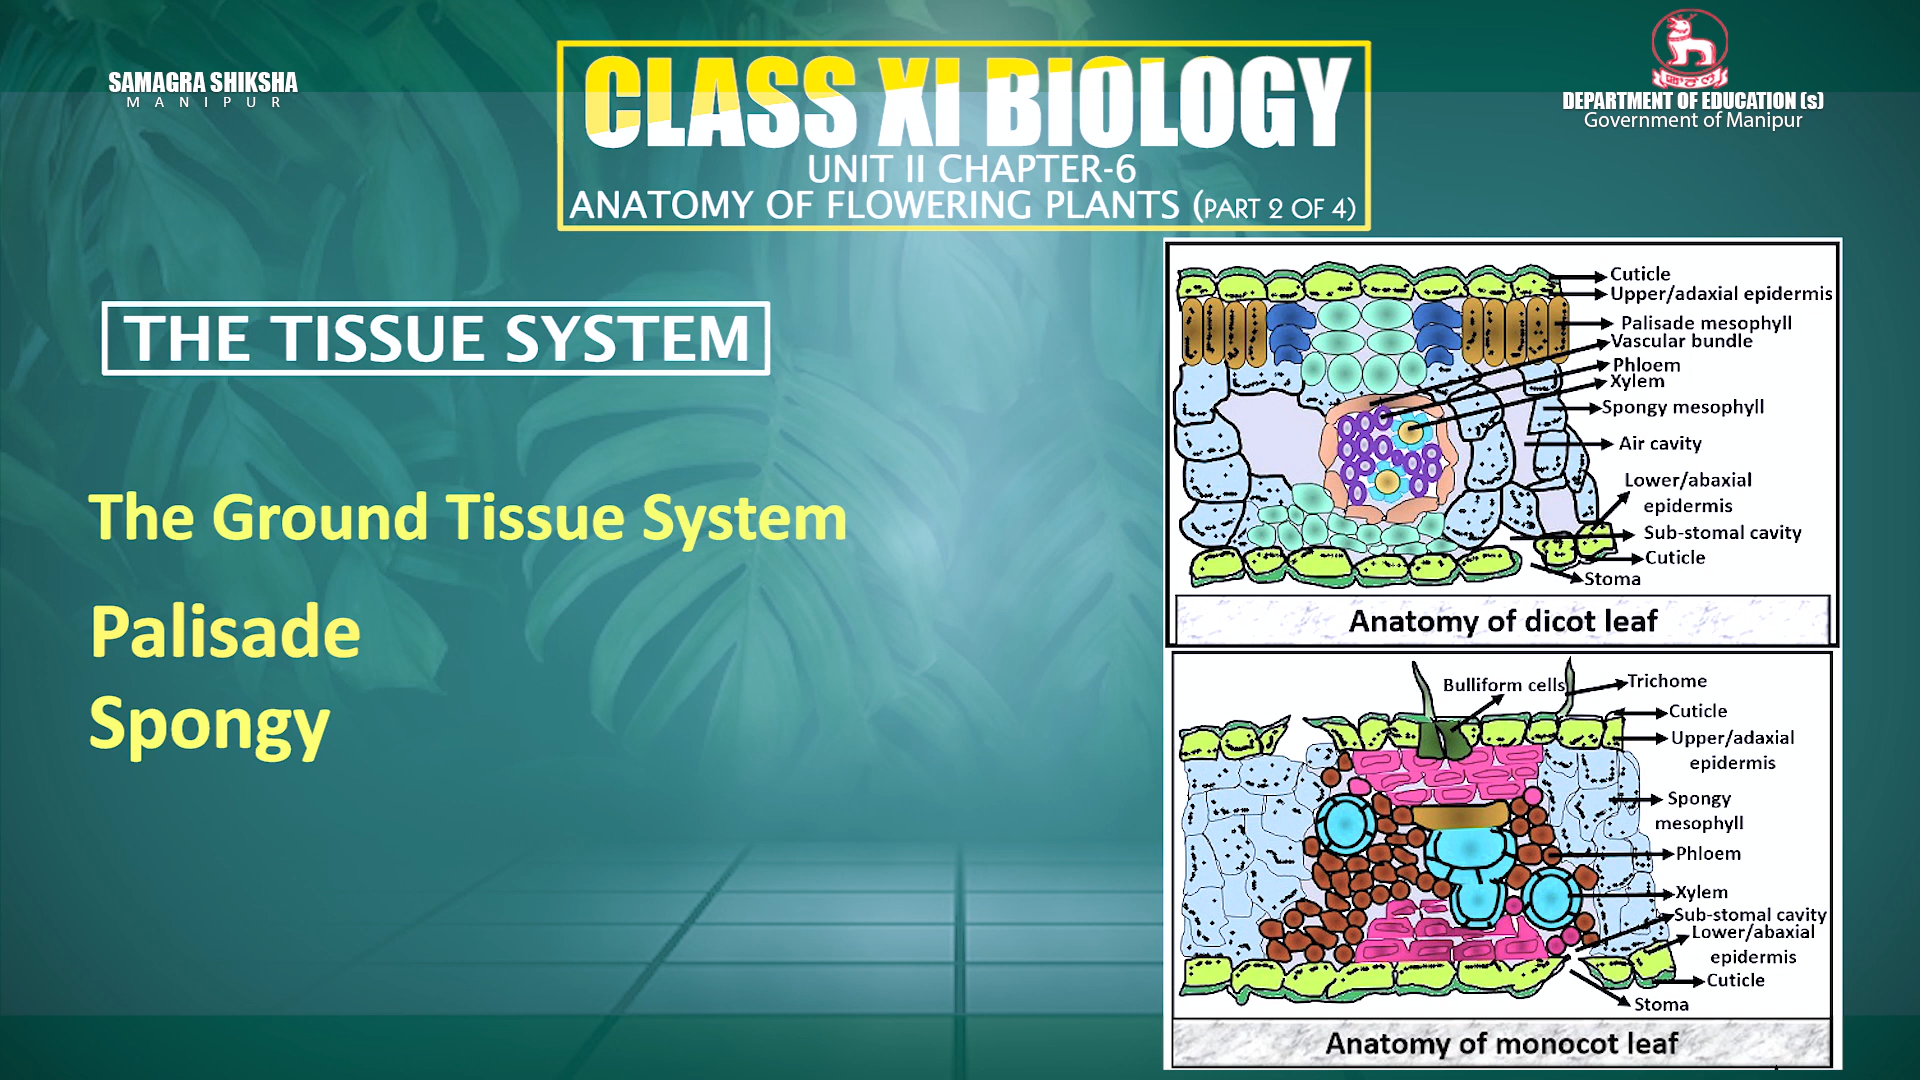 SAMAGRA SHIKSHA
MANIPUR
CLASS XI BIOLOGY
UNIT II CHAPTER-6
ANATOMY OF FLOWERING PLANTS (PART 2 OF 4)
DEPARTMENT OF EDUCATION (s)
Government of Manipur
THE TISSUE SYSTEM
The Ground Tissue System
Palisade
Spongy
Cuticle
Upper/adaxial epidermis
Palisade mesophyll
Vascular bundle
Phloem
Xylem
Spongy mesophyll
Air cavity
Lower/abaxial
epidermis
Sub-stomal cavity
Cuticle
Stoma
Anatomy of dicot leaf
Bulliform cells
Trichome
Cuticle
Upper/adaxial
epidermis
Spongy
mesophyll
Phloem
Xylem
Sub-stomal cavity
Lower/abaxial
epidermis
Cuticle
Stoma
Anatomy of monocot leaf